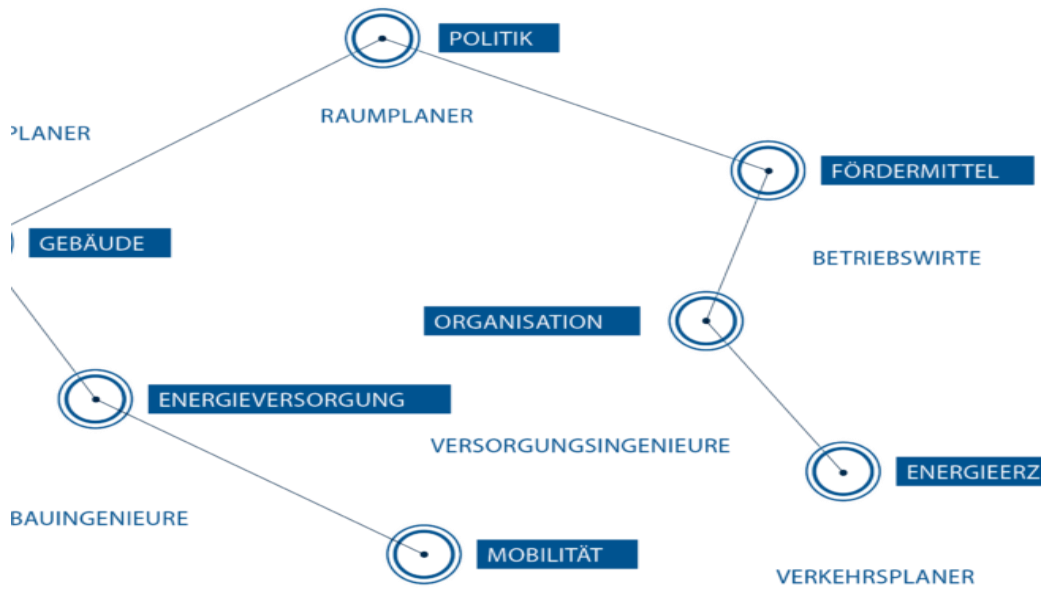 POLITIK
RAUMPLANER
PLANER
FÖRDERMITTEL
GEBÄUDE
BETRIEBSWIRTE
ORGANISATION
ENERGIEVERSORGUNG
VERSORGUNGSINGENIEURE
ENERGIEERZ
BAUINGENIEURE
MOBILITÄT
VERKEHRSPLANER